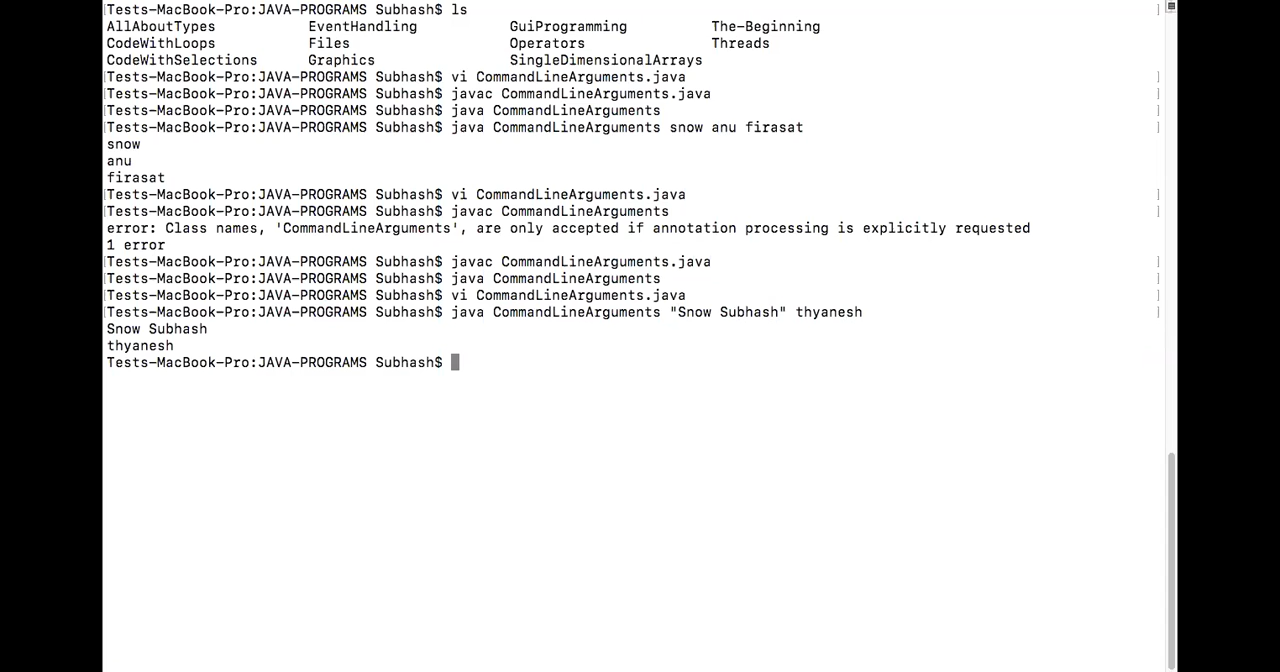 [Tests-MacBook-Pro:JAVA-PROGRAMS Subhash$ ls ]
AllAboutTypes EventHandling GuiProgramming The-Beginning
CodeWithLoops Files Operators Threads
CodeWithSelections Graphics SingleDimensionalArrays
[Tests-MacBook-Pro:JAVA-PROGRAMS Subhash$ vi CommandLineArguments.java ]
[Tests-MacBook-Pro:JAVA-PROGRAMS Subhash$ javac CommandLineArguments.java ]
[Tests-MacBook-Pro:JAVA-PROGRAMS Subhash$ java CommandLineArguments ]
[Tests-MacBook-Pro:JAVA-PROGRAMS Subhash$ java CommandLineArguments snow anu firasat ]
snow
anu
firasat
[Tests-MacBook-Pro:JAVA-PROGRAMS Subhash$ vi CommandLineArguments.java ]
[Tests-MacBook-Pro:JAVA-PROGRAMS Subhash$ javac CommandLineArguments ]
error: Class names, 'CommandLineArguments', are only accepted if annotation processing is explicitly requested
1 error
[Tests-MacBook-Pro:JAVA-PROGRAMS Subhash$ javac CommandLineArguments.java ]
[Tests-MacBook-Pro:JAVA-PROGRAMS Subhash$ java CommandLineArguments ]
[Tests-MacBook-Pro:JAVA-PROGRAMS Subhash$ vi CommandLineArguments.java ]
[Tests-MacBook-Pro:JAVA-PROGRAMS Subhash$ java CommandLineArguments "Snow Subhash" thyanesh ]
Snow Subhash
thyanesh
Tests-MacBook-Pro:JAVA-PROGRAMS Subhash$